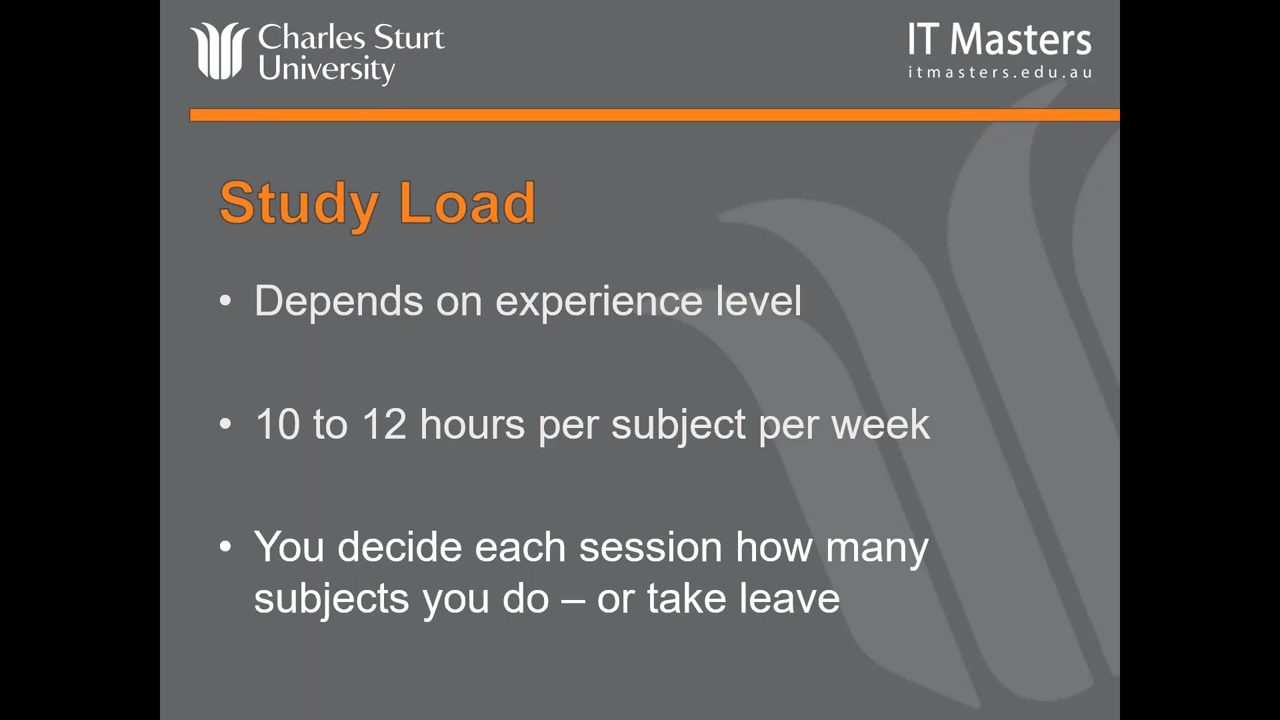 Charles Sturt
University
IT Masters
itmasters.edu.au
Study Load
• Depends on experience level
• 10 to 12 hours per subject per week
• You decide each session how many
subjects you do – or take leave